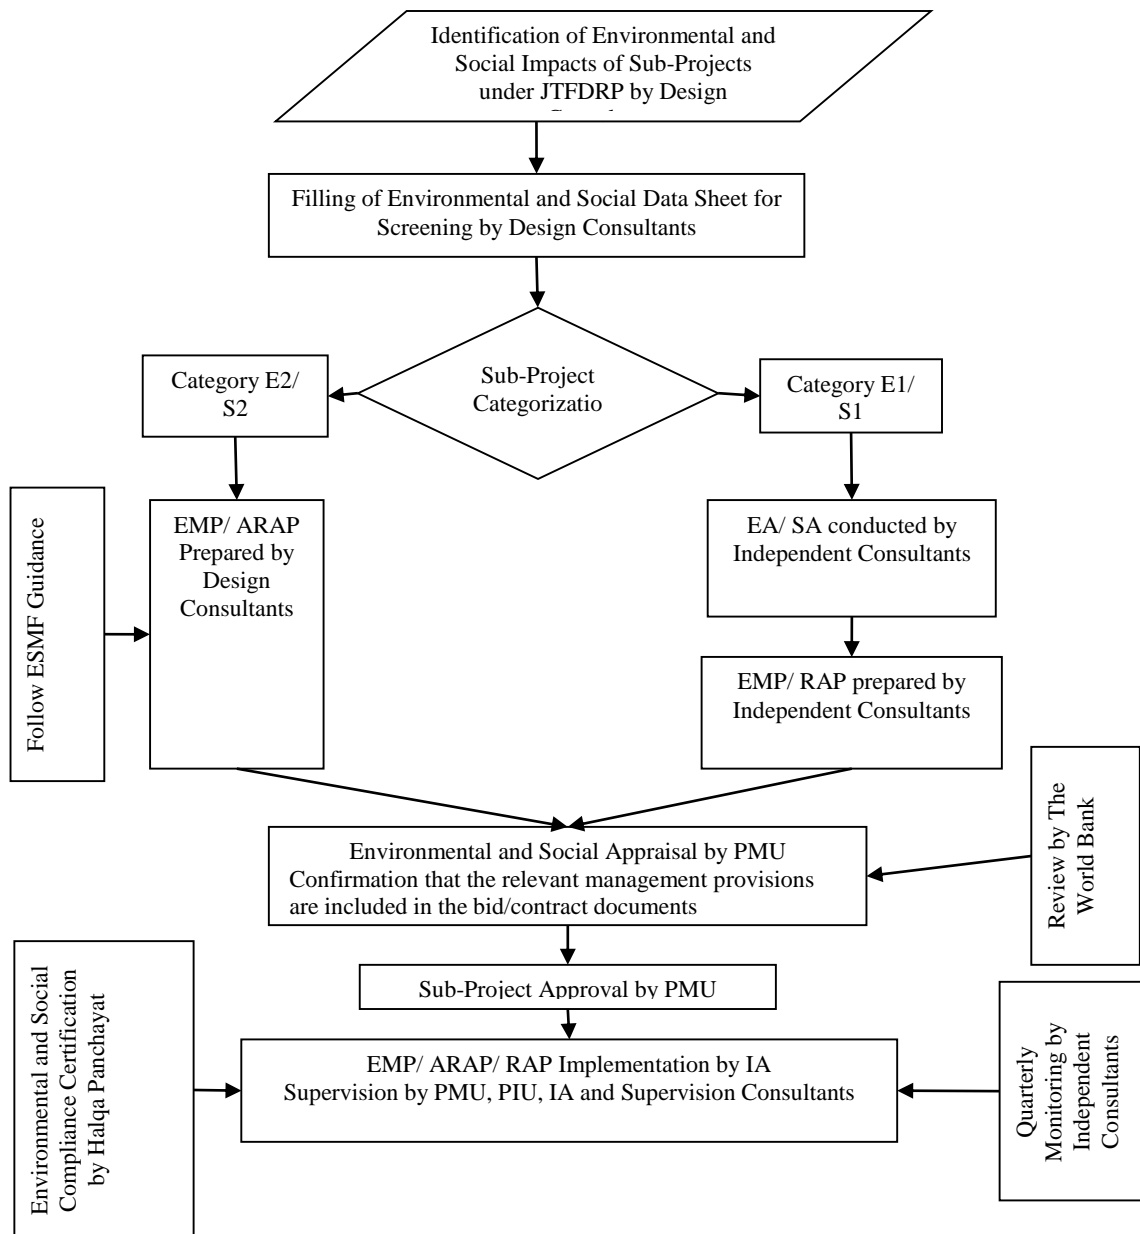 Identification of Environmental and
Social Impacts of Sub-Projects
under JTFDRP by Design
Filling of Environmental and Social Data Sheet for
Screening by Design Consultants
Sub-Project
Categorizatio
Category E2/
S2
Category E1/
S1
Follow ESMF Guidance
EMP/ ARAP
Prepared by
Design
Consultants
EA/ SA conducted by
Independent Consultants
EMP/ RAP prepared by
Independent Consultants
Review by The
World Bank
Environmental and Social Appraisal by PMU
Confirmation that the relevant management provisions
are included in the bid/contract documents
Sub-Project Approval by PMU
Environmental and Social
Compliance Certification
by Halqa Panchayat
EMP/ ARAP/ RAP Implementation by IA
Supervision by PMU, PIU, IA and Supervision Consultants
Quarterly
Monitoring by
Independent
Consultants